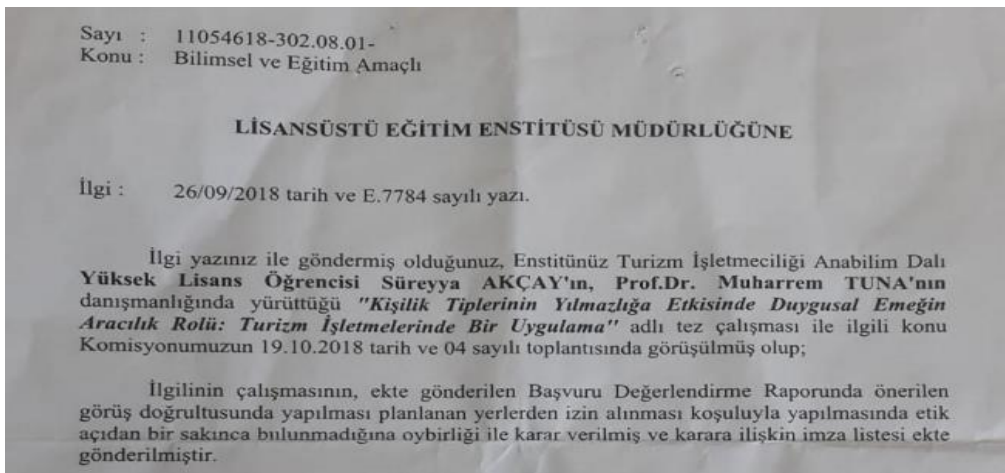 Sayı : 11054618-302.08.01-
Konu : Bilimsel ve Eğitim Amaçlı
LİSANSÜSTÜ EĞİTİM ENSTİTÜSÜ MÜDÜRLÜĞÜNE
İlgi : 26/09/2018 tarih ve E.7784 sayılı yazı.
İlgi yazınız ile göndermiş olduğunuz, Enstitünüz Turizm İşletmeciliği Anabilim Dalı
Yüksek Lisans Öğrencisi Süreyya AKÇAY'ın, Prof.Dr. Muharrem TUNA'nın
danışmanlığında yürüttüğü "Kişilik Tiplerinin Yılmazlığa Etkisinde Duygusal Emeğin
Aracılık Rolü: Turizm İşletmelerinde Bir Uygulama" adlı tez çalışması ile ilgili konu
Komisyonumuzun 19.10.2018 tarih ve 04 sayılı toplantısında görüşülmüş olup;
İlgilinin çalışmasının, ekte gönderilen Başvuru Değerlendirme Raporunda önerilen
görüş doğrultusunda yapılması planlanan yerlerden izin alınması koşuluyla yapılmasında etik
açıdan bir sakınca bulunmadığına oybirliği ile karar verilmiş ve karara ilişkin imza listesi ekte
gönderilmiştir.